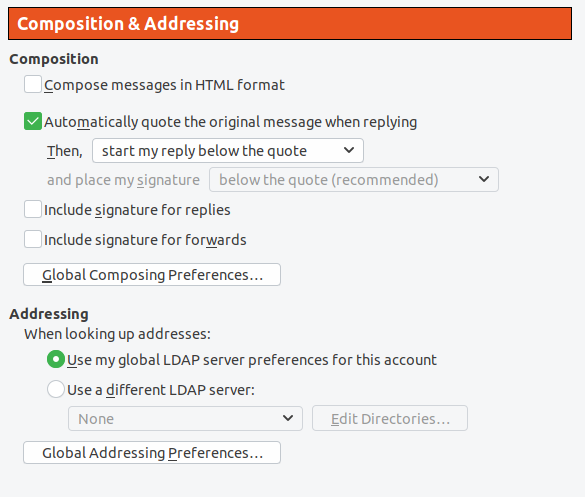 Composition & Addressing
Composition
Compose messages in HTML format
Automatically quote the original message when replying
Then, start my reply below the quote
and place my signature below the quote (recommended)
Include signature for replies
Include signature for forwards
Global Composing Preferences…
Addressing
When looking up addresses:
Use my global LDAP server preferences for this account
Use a different LDAP server:
None Edit Directories…
Global Addressing Preferences…